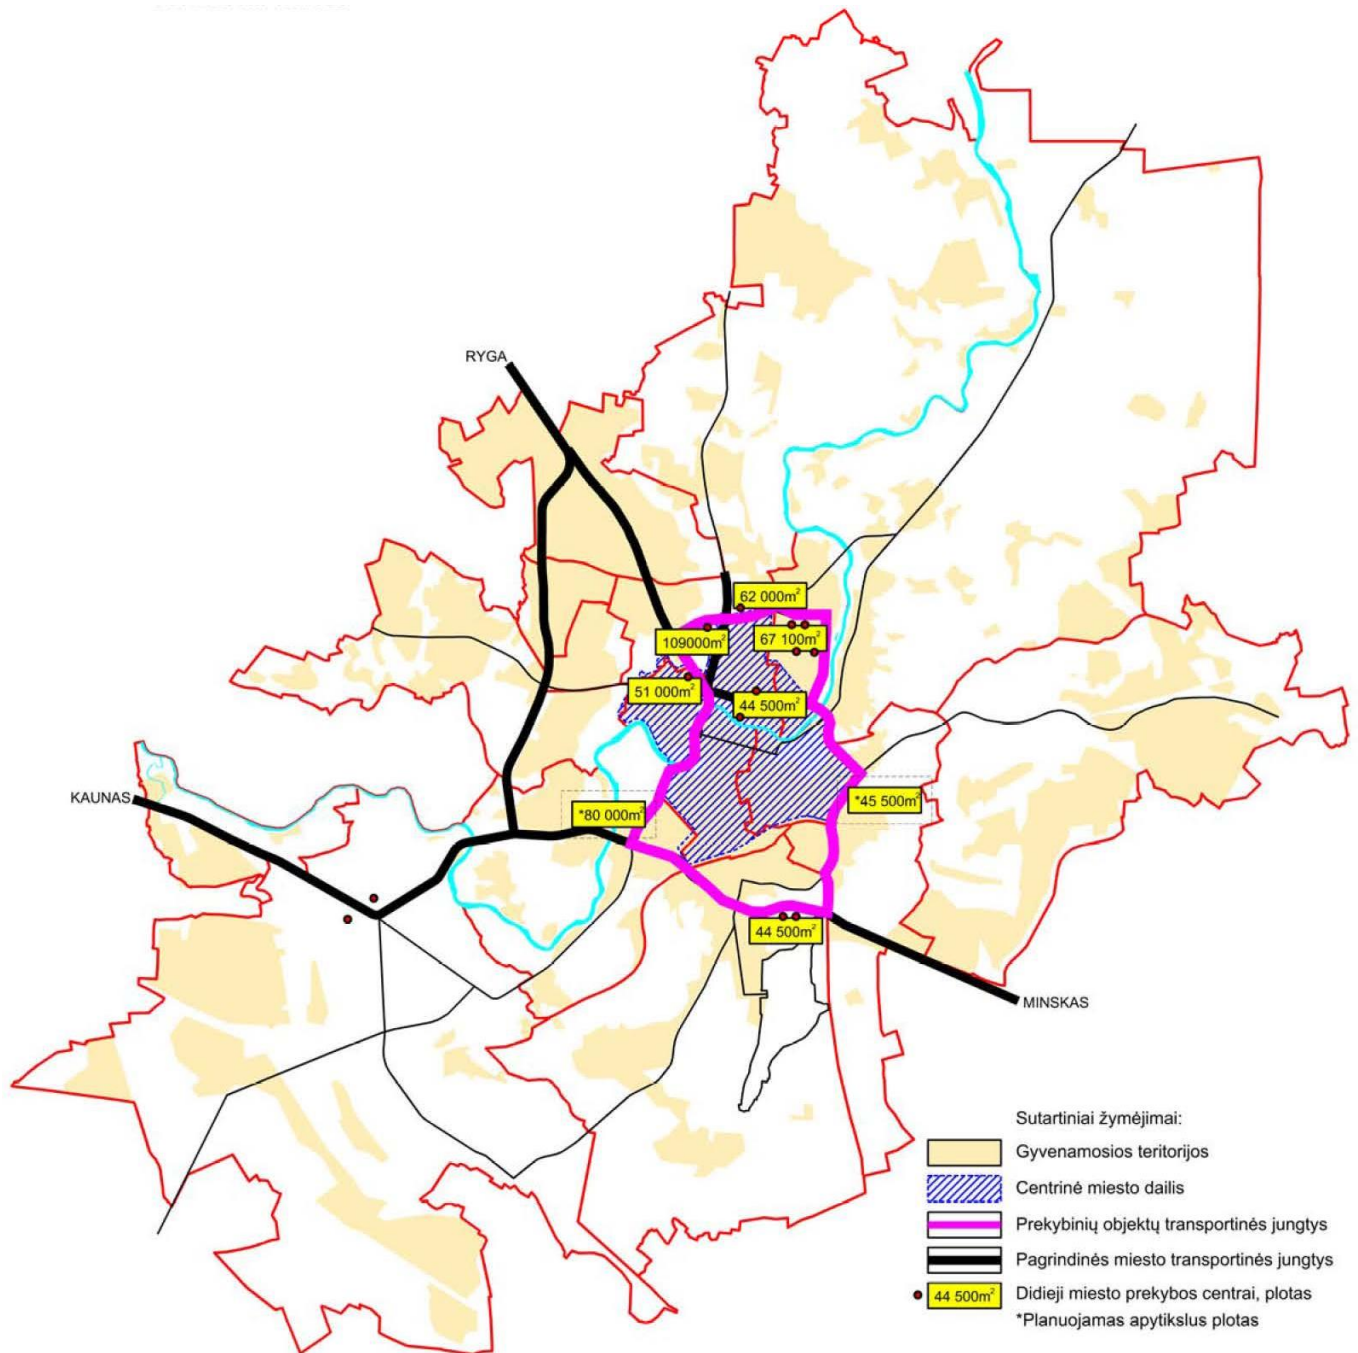 RYGA
62 000m²
109000m²
67 100m²
51 000m²
44 500m²
KAUNAS
*80 000m²
*45 500m²
44 500m²
MINSKAS
Sutartiniai žymėjimai:
Gyvenamosios teritorijos
Centrinė miesto dailis
Prekybinių objektų transportinės jungtys
Pagrindinės miesto transportinės jungtys
44 500m² Didieji miesto prekybos centrai, plotas
*Planuojamas apytikslus plotas